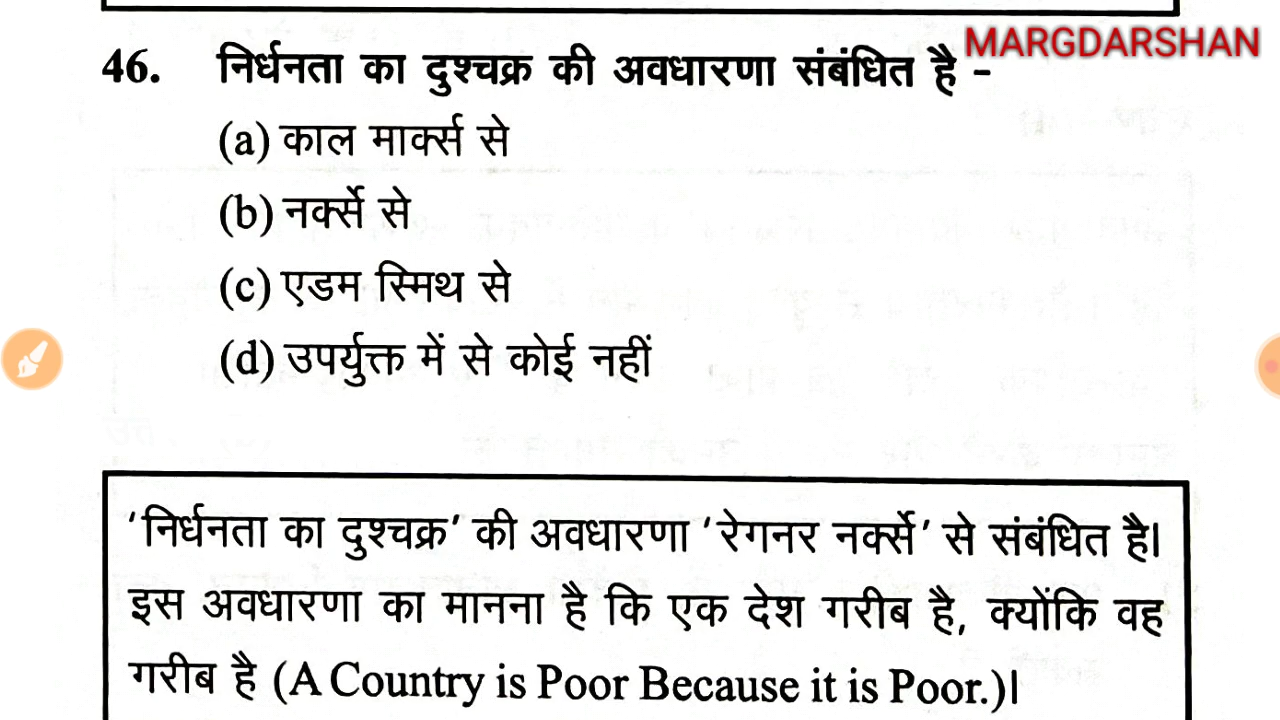 MARGDARSHAN
46. निर्धनता का दुश्चक्र की अवधारणा संबंधित है -
(a) काल मार्क्स से
(b) नर्क्से से
(c) एडम स्मिथ से
(d) उपर्युक्त में से कोई नहीं
'निर्धनता का दुश्चक्र' की अवधारणा 'रेगनर नर्क्से' से संबंधित है।
इस अवधारणा का मानना है कि एक देश गरीब है, क्योंकि वह
गरीब है (A Country is Poor Because it is Poor.)।